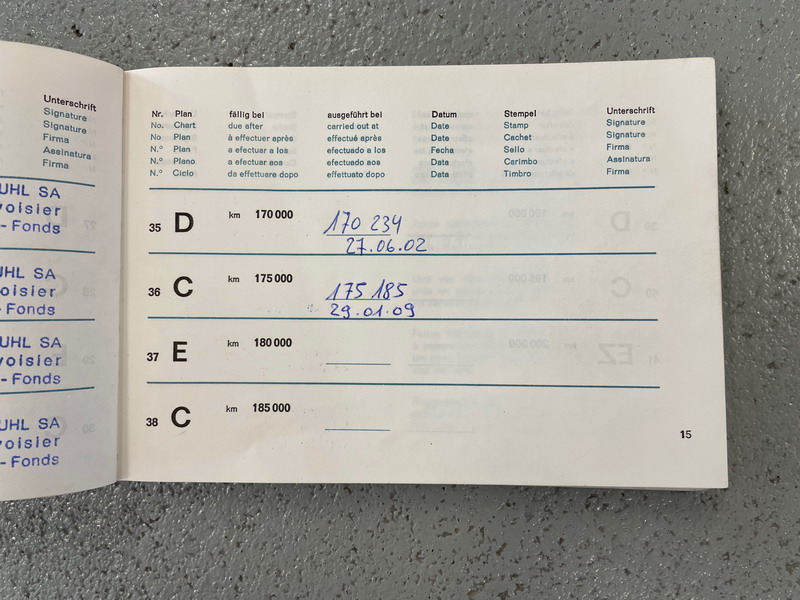 Unterschrift
Signature
Signature
Firma
Assinatura
Firma
UHL SA
voisier
-Fonds
UHL SA
oisier
-Fonds
UHL SA
voisier
-Fonds
UHL SA
voisier
-Fonds
Nr. Plan fällig bei ausgeführt bei Datum Stempel Unterschrift
No. Chart due after carried out at Date Stamp Signature
No Plan à effectuer après effectué après Date Cachet Signature
N.° Plan a efectuar a los efectuado a los Fecha Sello Firma
N.° Plano a efectuar aos efectuado aos Data Carimbo Assinatura
N.° Ciclo da effettuare dopo effettuato dopo Data Timbro Firma
35 D km 170 000 170 234
27.06.02
36 C km 175 000 175 185
29.01.09
37 E km 180 000
38 C km 185 000
15